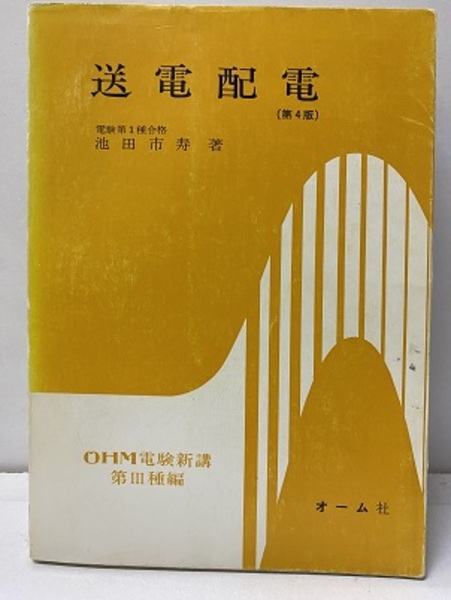 送電配電
(第4版)
電験第1種合格
池田市寿 著
OHM電験新講
第III種編
オーム社